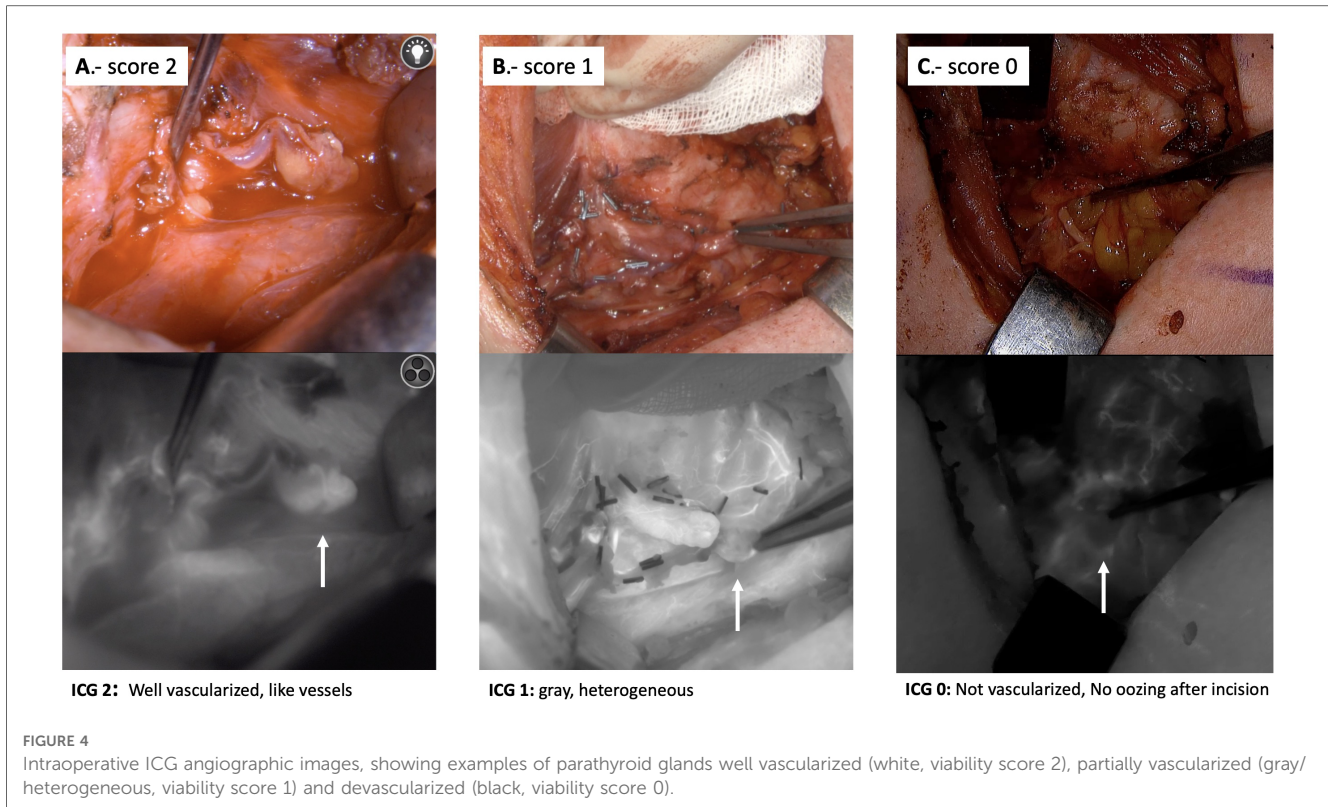 A.- score 2
B.- score 1
C.- score 0
ICG 2: Well vascularized, like vessels
ICG 1: gray, heterogeneous
ICG 0: Not vascularized, No oozing after incision
FIGURE 4
Intraoperative ICG angiographic images, showing examples of parathyroid glands well vascularized (white, viability score 2), partially vascularized (gray/
heterogeneous, viability score 1) and devascularized (black, viability score 0).